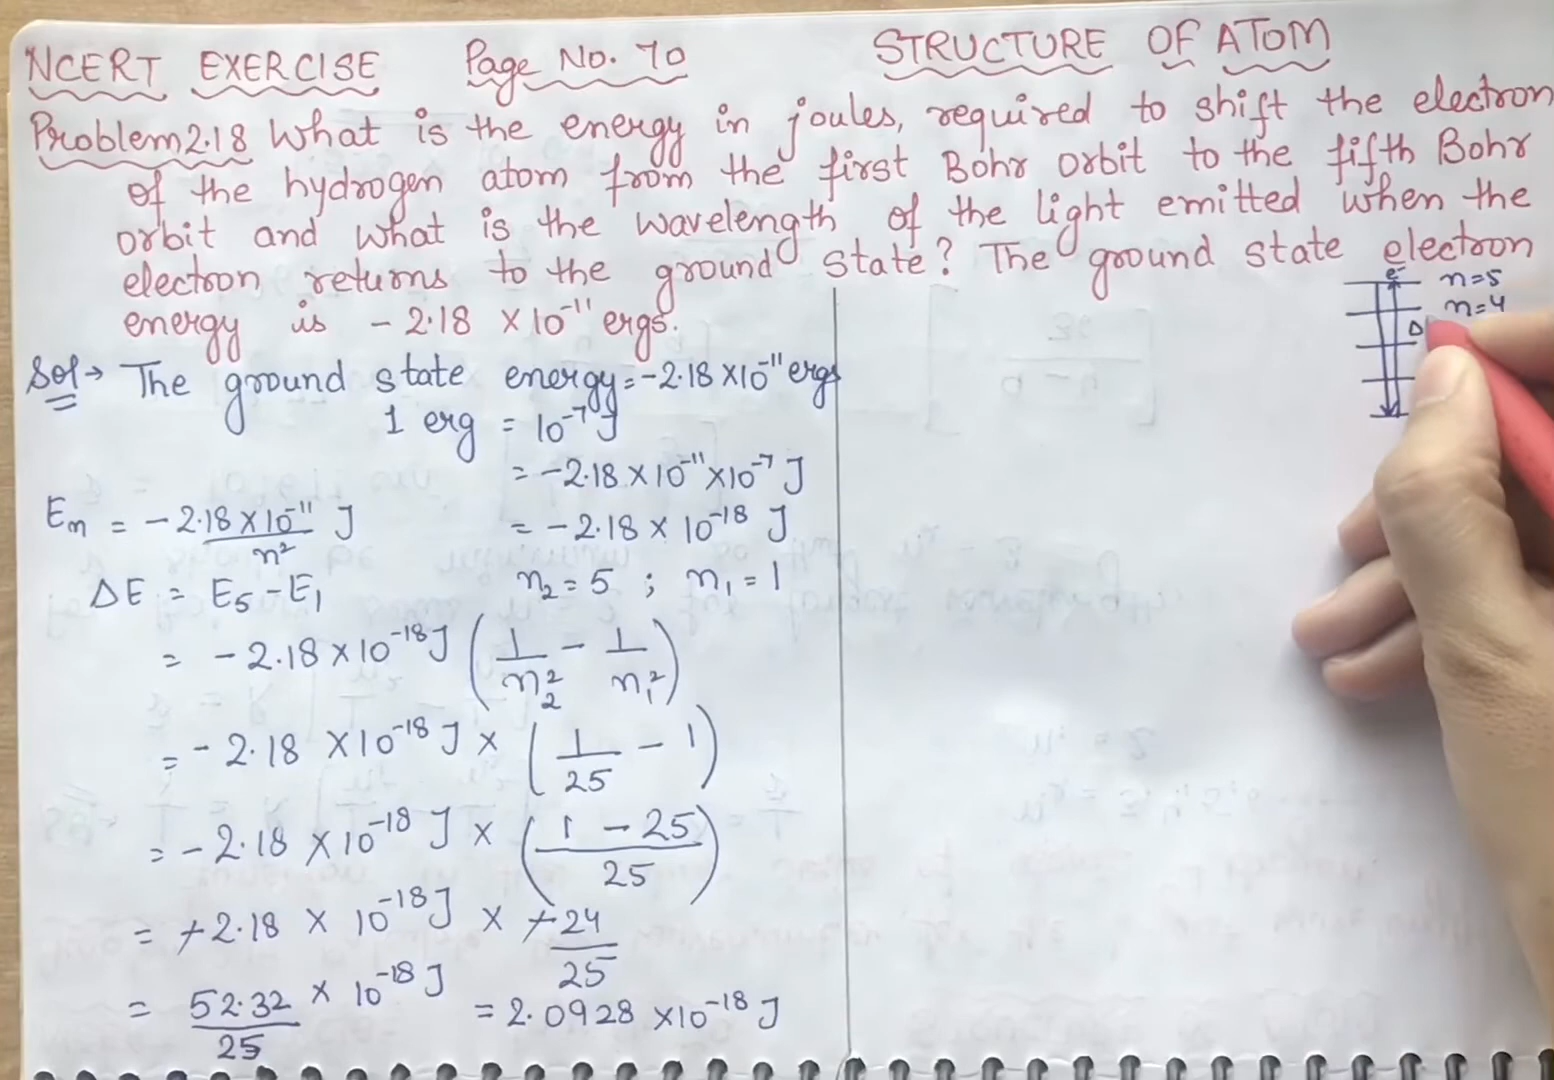 NCERT EXERCISE Page No. 70 STRUCTURE OF ATOM
Problem 2.18 What is the energy in joules, required to shift the electron
of the hydrogen atom from the first Bohr orbit to the fifth Bohr
orbit and what is the wavelength of the light emitted when the
electron returns to the ground state? The ground state electron
energy is -2.18 × 10⁻¹¹ ergs.
Sol → The ground state energy = -2.18 × 10⁻¹¹ ergs
1 erg = 10⁻⁷ J
= -2.18 × 10⁻¹¹ × 10⁻⁷ J
= -2.18 × 10⁻¹⁸ J
Eₙ = -2.18 × 10⁻¹¹ / n² J
n₂ = 5 ; n₁ = 1
ΔE = E₅ - E₁
= -2.18 × 10⁻¹⁸ J (1/n₂² - 1/n₁²)
= -2.18 × 10⁻¹⁸ J × (1/25 - 1)
= -2.18 × 10⁻¹⁸ J × (1 - 25 / 25)
= +2.18 × 10⁻¹⁸ J × +24/25
= 52.32/25 × 10⁻¹⁸ J = 2.0928 × 10⁻¹⁸ J
e⁻ n=5
n=4
Δ